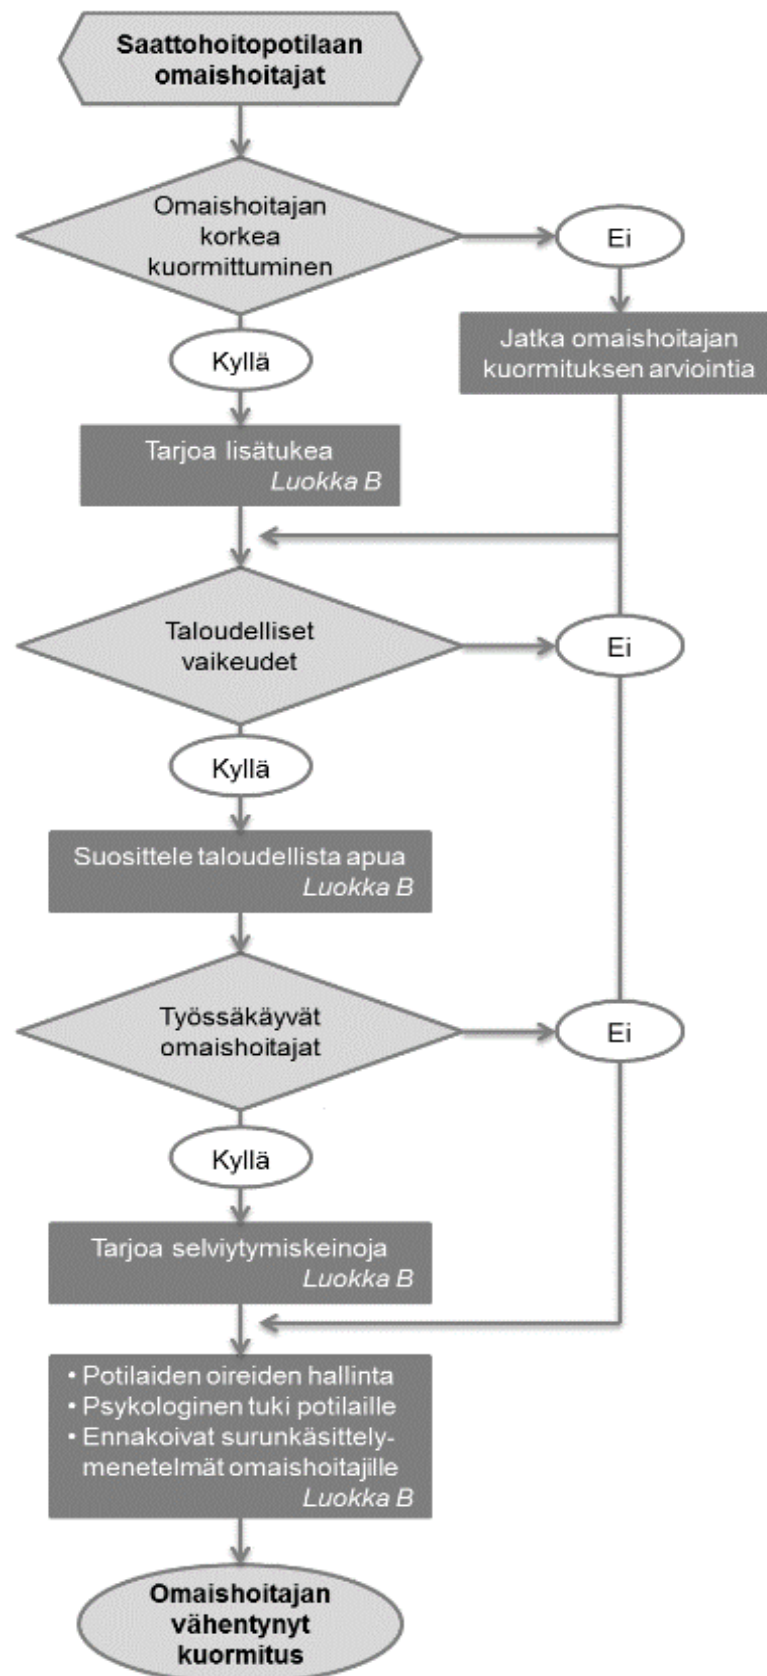 Saattohoitopotilaan
omaishoitajat
Omaishoitajan
korkea
kuormittuminen
Ei
Kyllä
Jatka omaishoitajan
kuormituksen arviointia
Tarjoa lisätukea
Luokka B
Taloudelliset
vaikeudet
Ei
Kyllä
Suosittele taloudellista apua
Luokka B
Työssäkäyvät
omaishoitajat
Ei
Kyllä
Tarjoa selviytymiskeinoja
Luokka B
• Potilaiden oireiden hallinta
• Psykologinen tuki potilaille
• Ennakoivat surunkäsittely-
menetelmät omaishoitajille
Luokka B
Omaishoitajan
vähentynyt
kuormitus